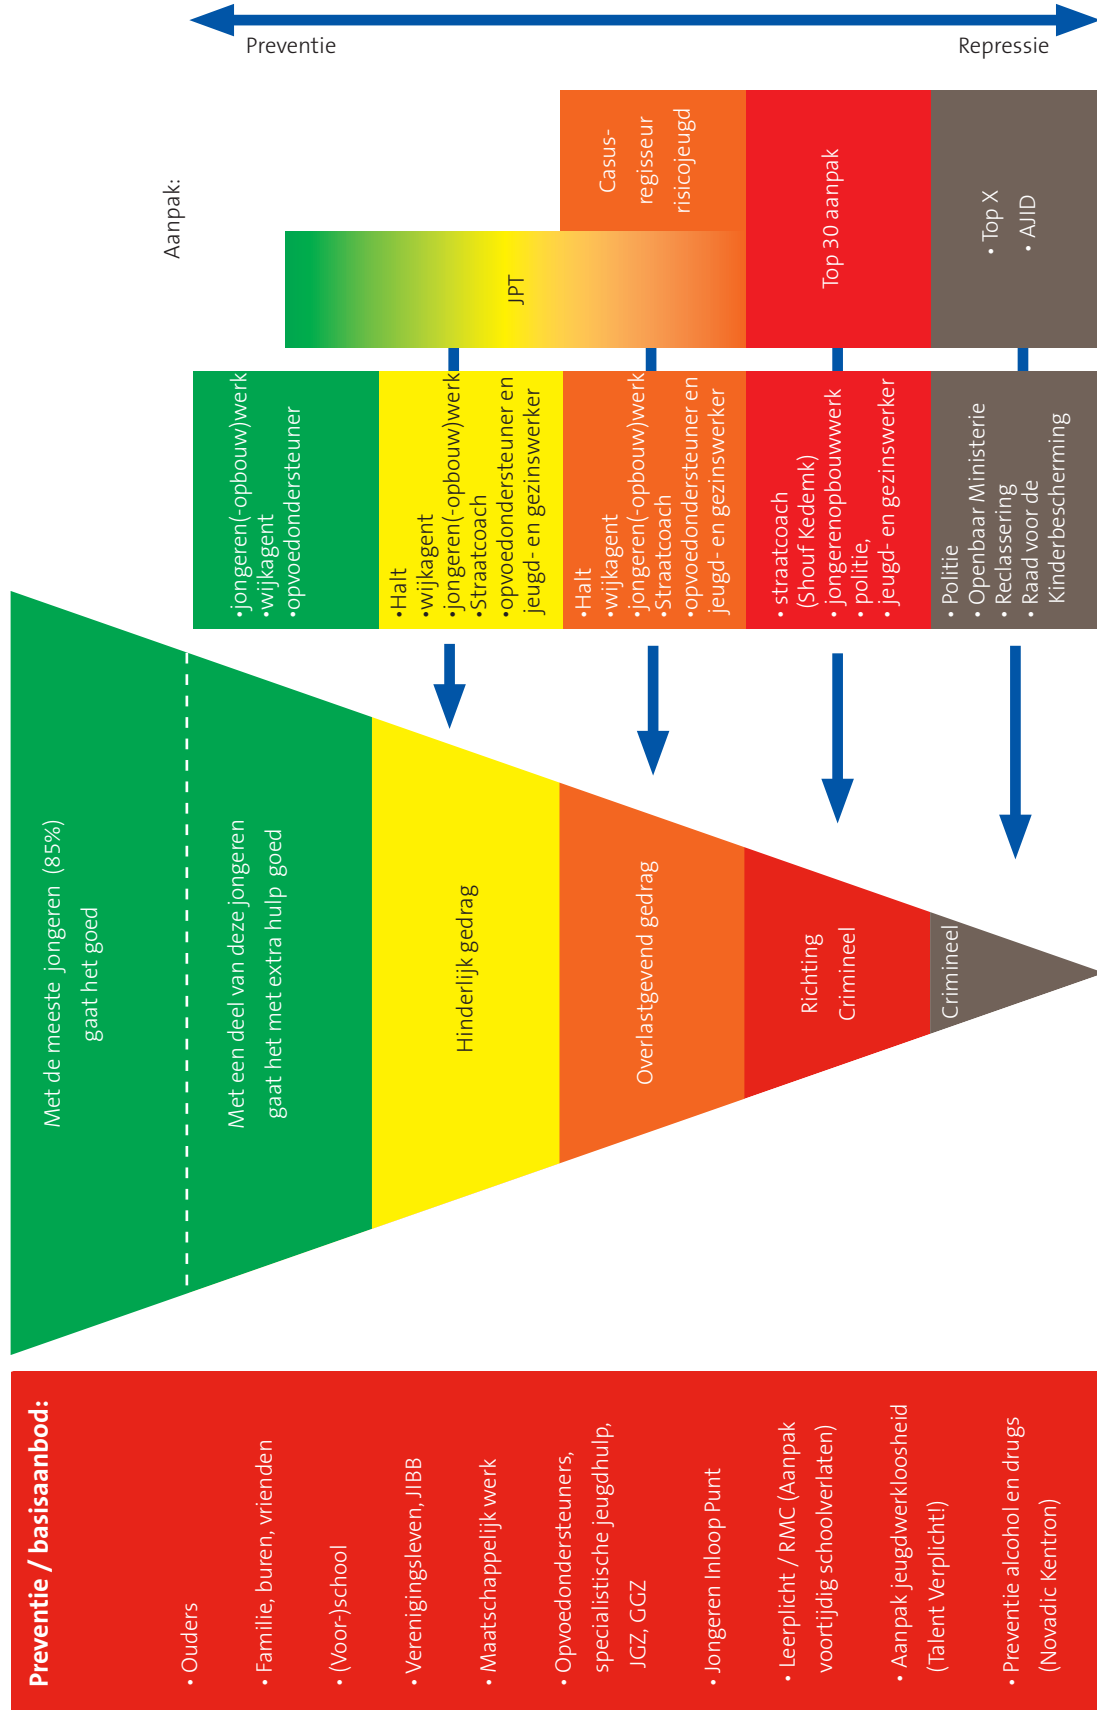 Preventie / basisaanbod:
• Ouders
• Familie, buren, vrienden
• (Voor-)school
• Verenigingsleven, JIBB
• Maatschappelijk werk
• Opvoedondersteuners,
specialistische jeugdhulp,
JGZ, GGZ
• Jongeren Inloop Punt
• Leerplicht / RMC (Aanpak
voortijdig schoolverlaten)
• Aanpak jeugdwerkloosheid
(Talent Verplicht!)
• Preventie alcohol en drugs
(Novadic Kentron)
Met de meeste jongeren (85%)
gaat het goed
Met een deel van deze jongeren
gaat het met extra hulp goed
Hinderlijk gedrag
Overlastgevend gedrag
Richting
Crimineel
Crimineel
•jongeren(-opbouw)werk
•wijkagent
•opvoedondersteuner
•Halt
•wijkagent
•jongeren(-opbouw)werk
•Straatcoach
•opvoedondersteuner en
jeugd- en gezinswerker
•Halt
•wijkagent
•jongeren(-opbouw)werk
•Straatcoach
•opvoedondersteuner en
jeugd- en gezinswerker
• straatcoach
(Shouf Kedemk)
• jongerenopbouwwerk
• politie,
• jeugd- en gezinswerker
• Politie
• Openbaar Ministerie
• Reclassering
• Raad voor de
Kinderbescherming
Aanpak:
JPT
Casus-
regisseur
risicojeugd
Top 30 aanpak
• Top X
• AJID
Preventie
Repressie